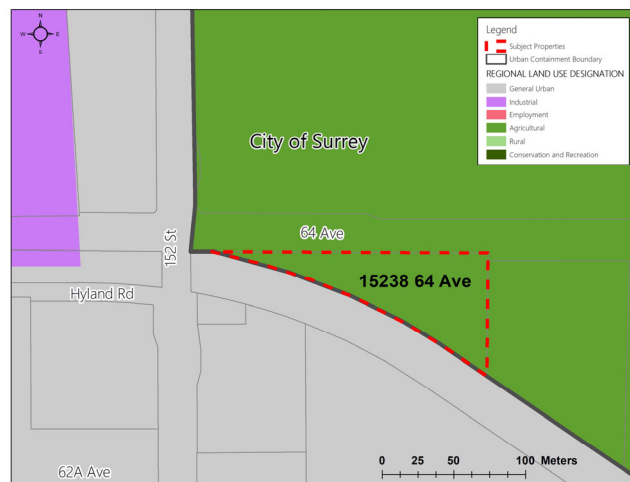 N
W E
S
Legend
Subject Properties
Urban Containment Boundary
REGIONAL LAND USE DESIGNATION
General Urban
Industrial
Employment
Agricultural
Rural
Conservation and Recreation
City of Surrey
152 St
64 Ave
15238 64 Ave
Hyland Rd
62A Ave
0 25 50 100 Meters